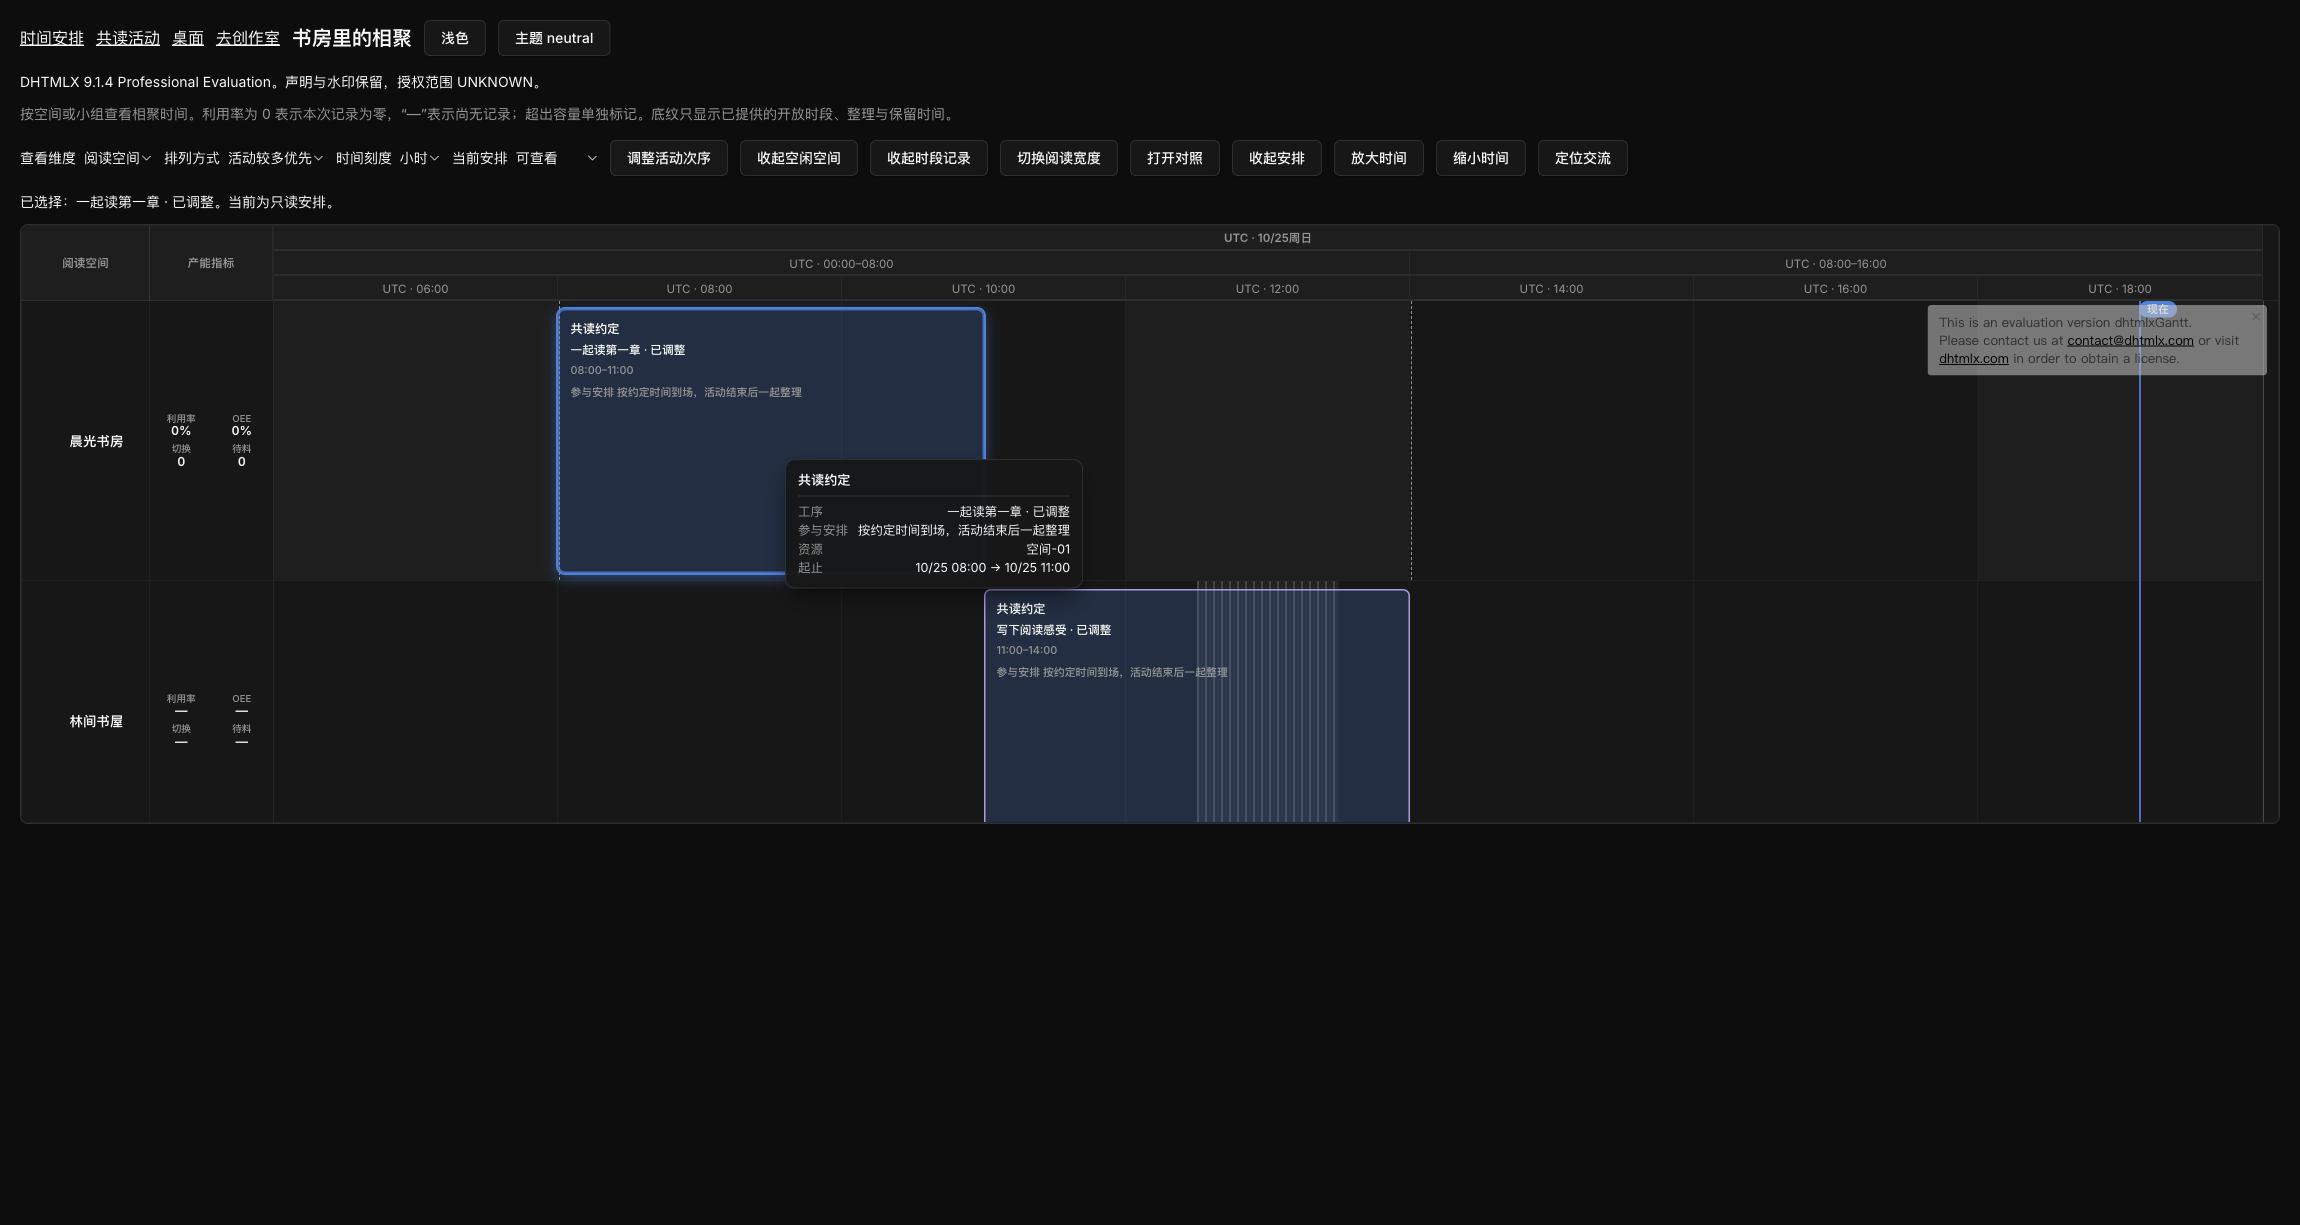 时间安排 共读活动 桌面 去创作室 书房里的相聚 浅色 主题 neutral
DHTMLX 9.1.4 Professional Evaluation。声明与水印保留，授权范围 UNKNOWN。
按空间或小组查看相聚时间。利用率为 0 表示本次记录为零，“—”表示尚无记录；超出容量单独标记。底纹只显示已提供的开放时段、整理与保留时间。
查看维度 阅读空间 排列方式 活动较多优先 时间刻度 小时 当前安排 可查看 调整活动次序 收起空闲空间 收起时段记录 切换阅读宽度 打开对照 收起安排 放大时间 缩小时间 定位交流
已选择：一起读第一章 · 已调整。当前为只读安排。
阅读空间 产能指标
UTC · 10/25周日
UTC · 00:00–08:00 UTC · 08:00–16:00
UTC · 06:00 UTC · 08:00 UTC · 10:00 UTC · 12:00 UTC · 14:00 UTC · 16:00 UTC · 18:00
晨光书房
利用率 OEE
0% 0%
切换 待料
0 0
共读约定
一起读第一章 · 已调整
08:00–11:00
参与安排 按约定时间到场，活动结束后一起整理
现在
This is an evaluation version dhtmlxGantt.
Please contact us at contact@dhtmlx.com or visit
dhtmlx.com in order to obtain a license.
×
共读约定
工序 一起读第一章 · 已调整
参与安排 按约定时间到场，活动结束后一起整理
资源 空间-01
起止 10/25 08:00 → 10/25 11:00
林间书屋
利用率 OEE
— —
切换 待料
— —
共读约定
写下阅读感受 · 已调整
11:00–14:00
参与安排 按约定时间到场，活动结束后一起整理